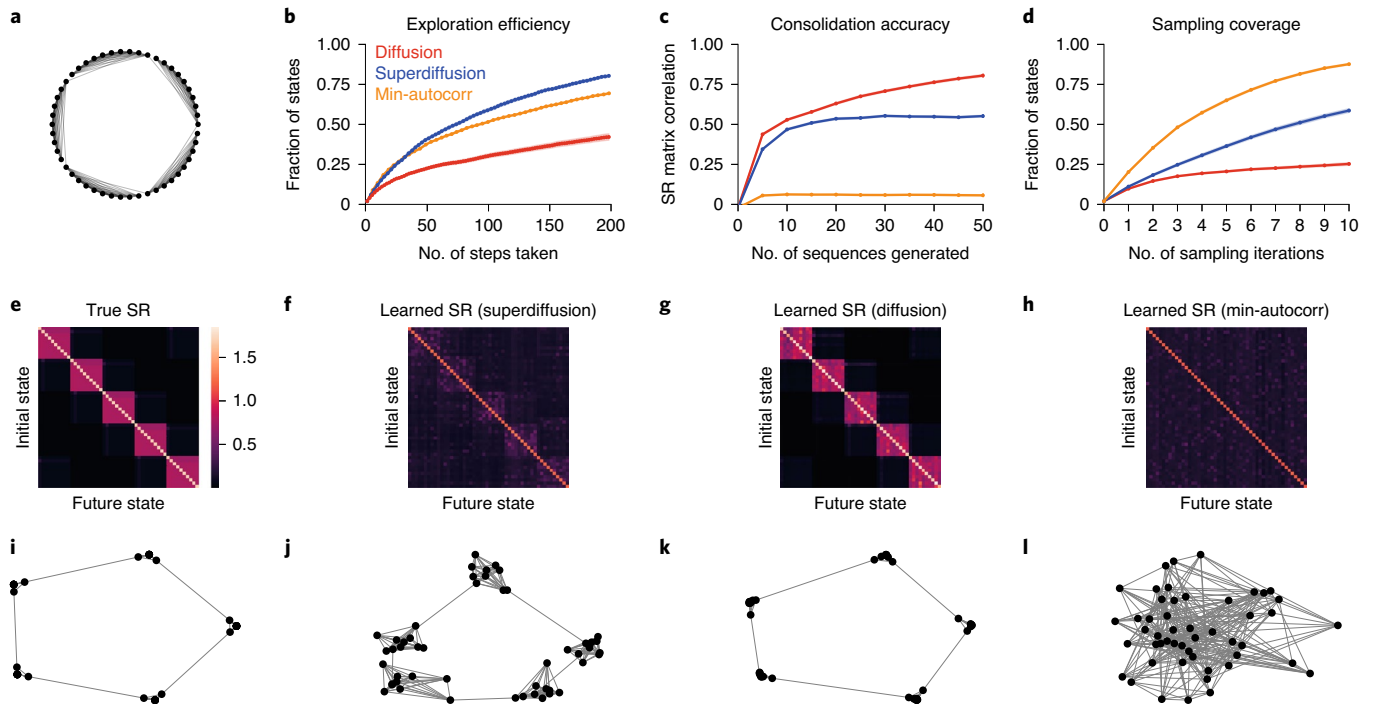 a
b
Exploration efficiency
1.00
0.75
0.50
0.25
0
Fraction of states
Diffusion
Superdiffusion
Min-autocorr
0 50 100 150 200
No. of steps taken
c
Consolidation accuracy
1.00
0.75
0.50
0.25
0
SR matrix correlation
0 10 20 30 40 50
No. of sequences generated
d
Sampling coverage
1.00
0.75
0.50
0.25
0
Fraction of states
0 1 2 3 4 5 6 7 8 9 10
No. of sampling iterations
e
True SR
Initial state
Future state
1.5
1.0
0.5
f
Learned SR (superdiffusion)
Initial state
Future state
g
Learned SR (diffusion)
Initial state
Future state
h
Learned SR (min-autocorr)
Initial state
Future state
i
j
k
l